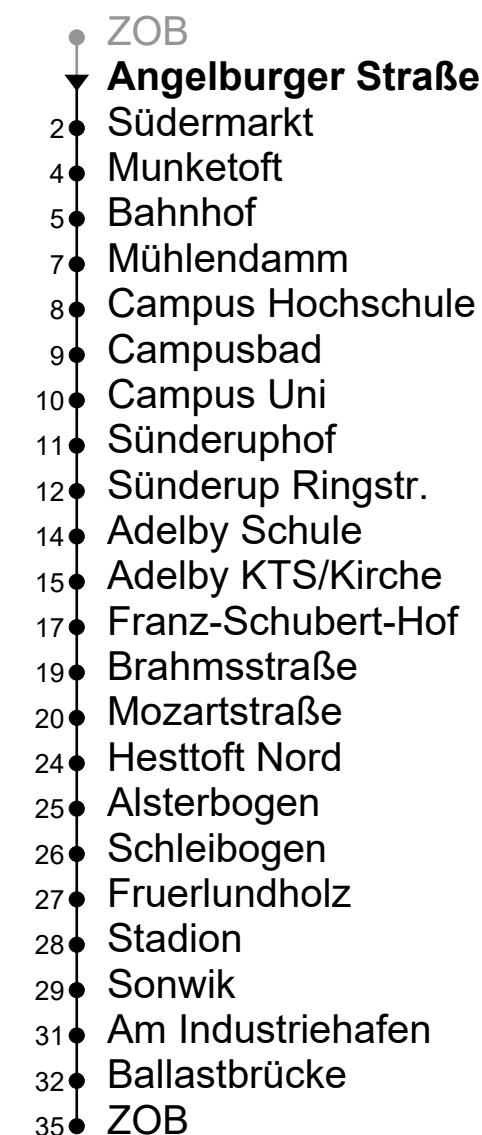 ZOB
Angelburger Straße
2 Südermarkt
4 Munketoft
5 Bahnhof
7 Mühlendamm
8 Campus Hochschule
9 Campusbad
10 Campus Uni
11 Sünderuphof
12 Sünderup Ringstr.
14 Adelby Schule
15 Adelby KTS/Kirche
17 Franz-Schubert-Hof
19 Brahmsstraße
20 Mozartstraße
24 Hesttoft Nord
25 Alsterbogen
26 Schleibogen
27 Fruerlundholz
28 Stadion
29 Sonwik
31 Am Industriehafen
32 Ballastbrücke
35 ZOB